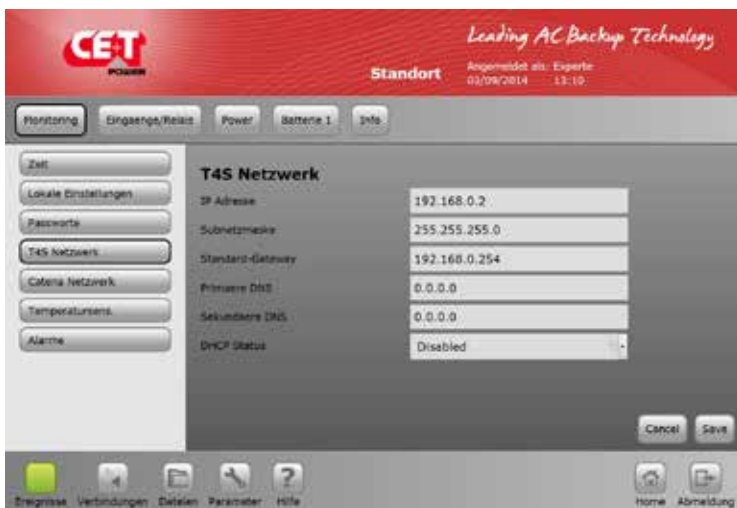 CE+T
POWER
Leading AC Backup Technology
Standort
Angemeldet als: Experte
03/09/2014 13:10
Monitoring
Eingaenge/Relais
Power
Batterie 1
Info
Zeit
Lokale Einstellungen
Passworte
T4S Netzwerk
Catena Netzwerk
Temperatursens.
Alarme
T4S Netzwerk
IP Adresse 192.168.0.2
Subnetzmaske 255.255.255.0
Standard-Gateway 192.168.0.254
Primaere DNS 0.0.0.0
Sekundaere DNS 0.0.0.0
DHCP Status Disabled
Cancel Save
Ereignisse Verbindungen Dateien Parameter Hilfe
Home Abmeldung